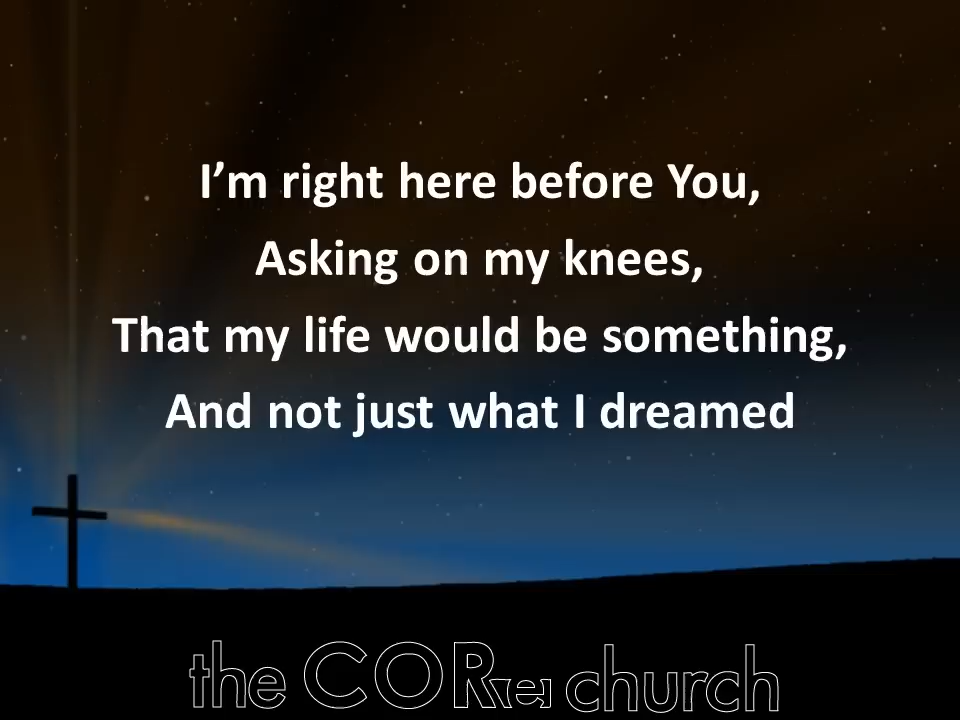 I’m right here before You,
Asking on my knees,
That my life would be something,
And not just what I dreamed
the COR church